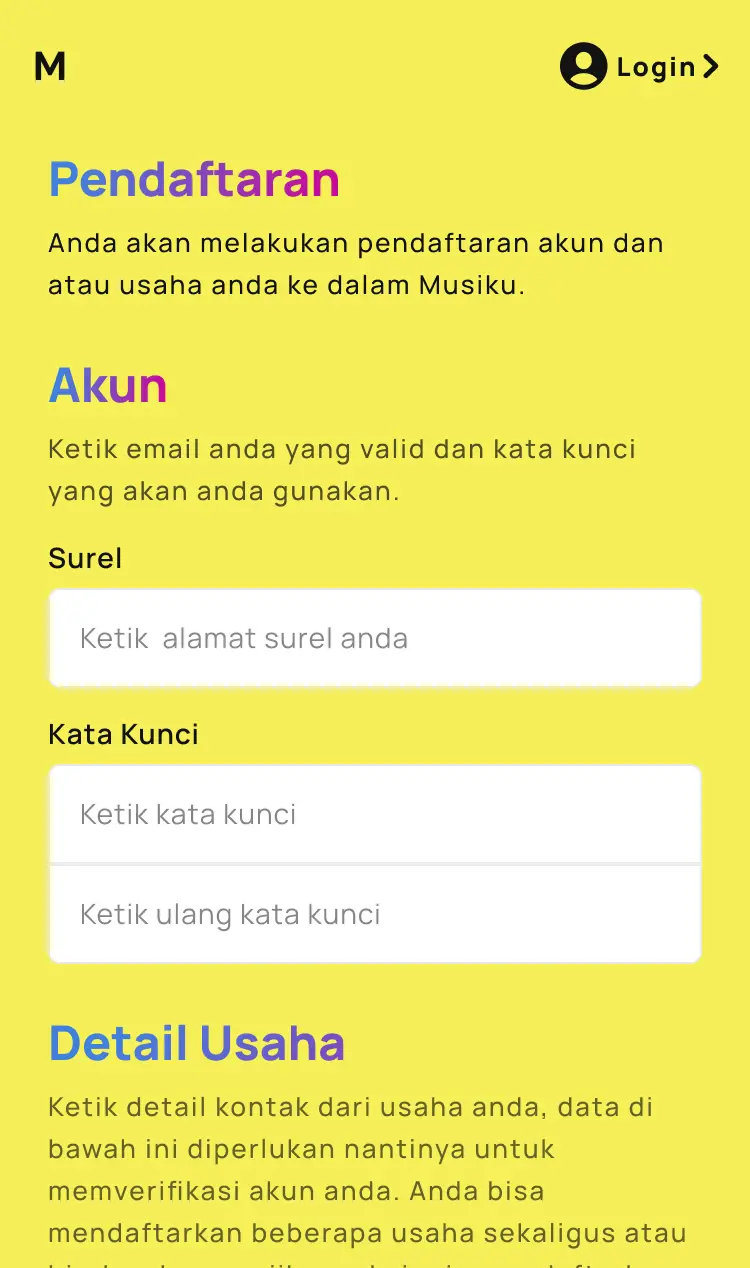 M
Login
Pendaftaran
Anda akan melakukan pendaftaran akun dan
atau usaha anda ke dalam Musiku.
Akun
Ketik email anda yang valid dan kata kunci
yang akan anda gunakan.
Surel
Ketik  alamat surel anda
Kata Kunci
Ketik kata kunci
Ketik ulang kata kunci
Detail Usaha
Ketik detail kontak dari usaha anda, data di
bawah ini diperlukan nantinya untuk
memverifikasi akun anda. Anda bisa
mendaftarkan beberapa usaha sekaligus atau